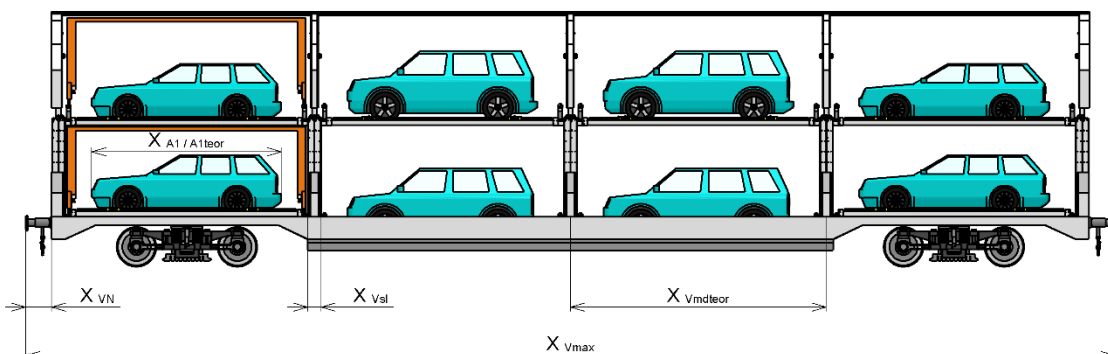 X A1 / A1teor
X VN
X Vsl
X Vmdteor
X Vmax